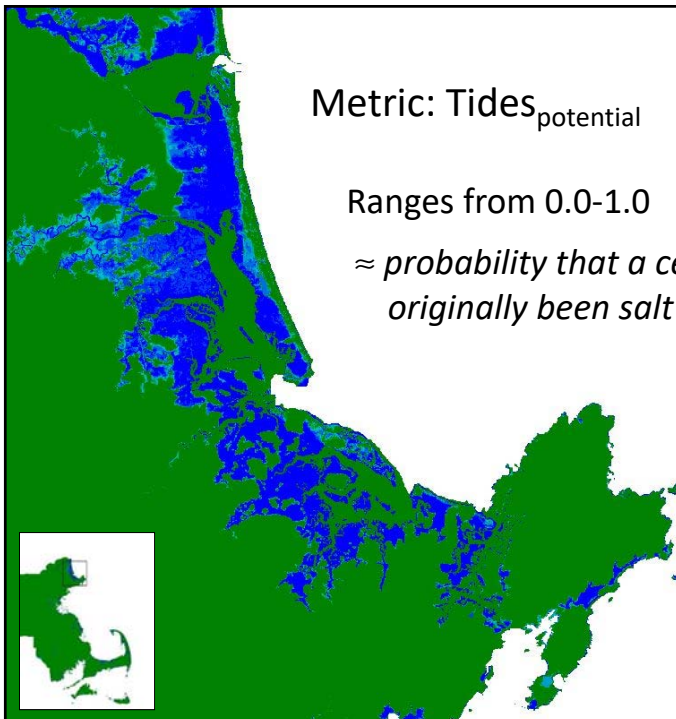 Metric: Tidespotential
Ranges from 0.0-1.0
≈ probability that a
originally been salt